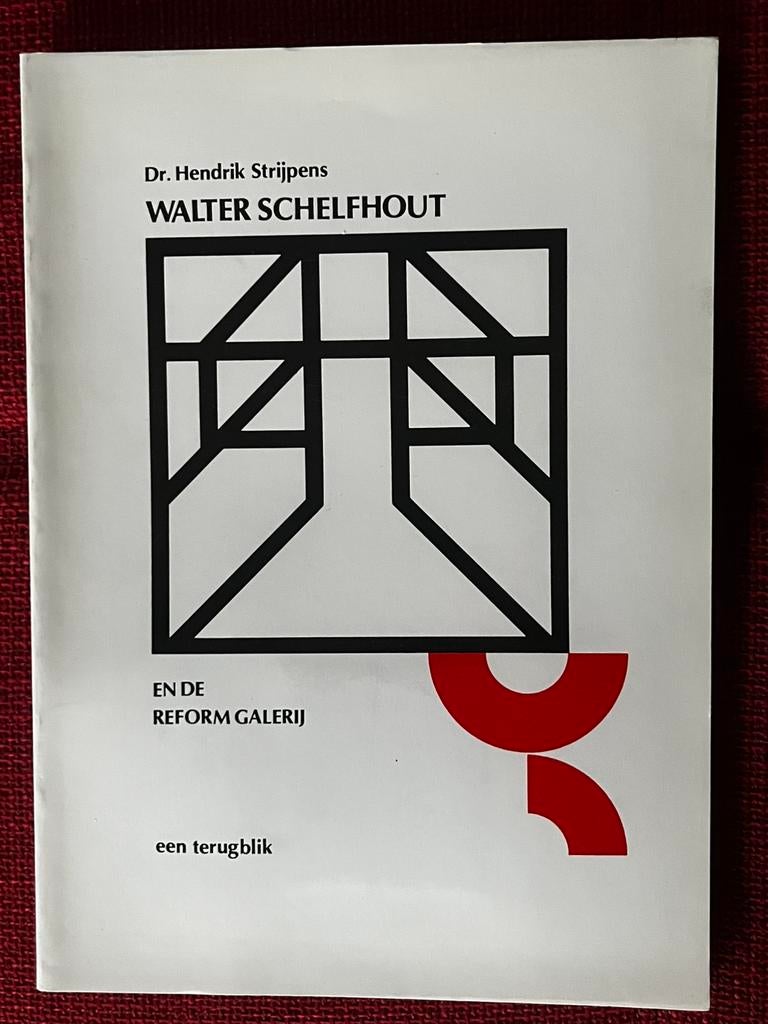 Dr. Hendrik Strijpens
WALTER SCHELFHOUT
EN DE
REFORM GALERIJ
een terugblik